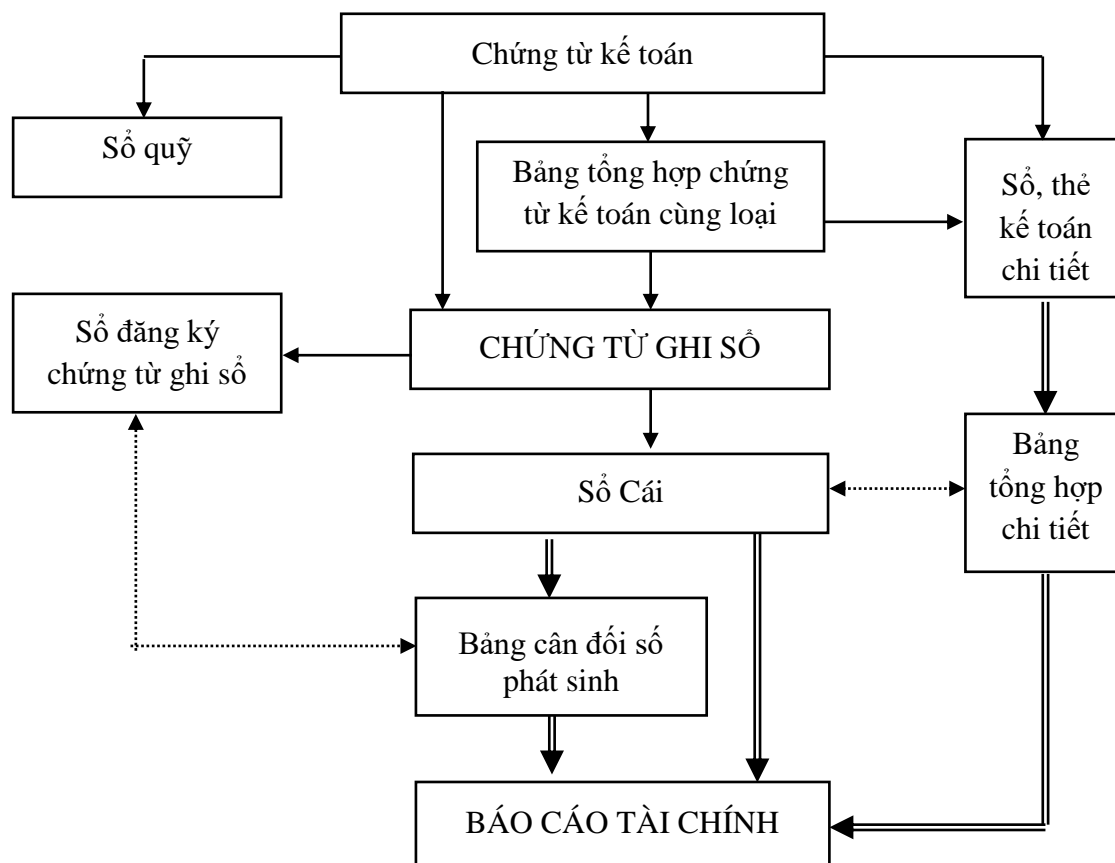 Chứng từ kế toán
Sổ quỹ
Bảng tổng hợp chứng
từ kế toán cùng loại
Sổ, thẻ
kế toán
chi tiết
Sổ đăng ký
chứng từ ghi sổ
CHỨNG TỪ GHI SỔ
Sổ Cái
Bảng
tổng hợp
chi tiết
Bảng cân đối số
phát sinh
BÁO CÁO TÀI CHÍNH